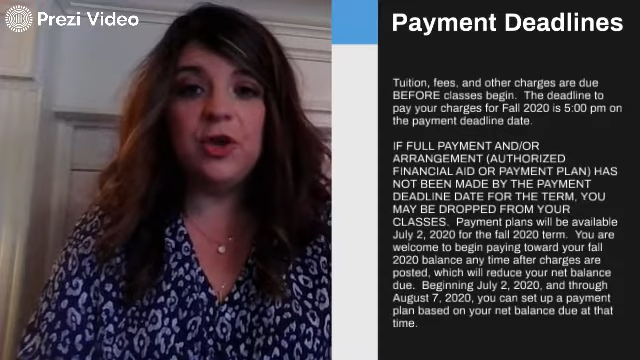 Prezi Video
Payment Deadlines
Tuition, fees, and other charges are due
BEFORE classes begin. The deadline to
pay your charges for Fall 2020 is 5:00 pm on
the payment deadline date.
IF FULL PAYMENT AND/OR
ARRANGEMENT (AUTHORIZED
FINANCIAL AID OR PAYMENT PLAN) HAS
NOT BEEN MADE BY THE PAYMENT
DEADLINE DATE FOR THE TERM, YOU
MAY BE DROPPED FROM YOUR
CLASSES. Payment plans will be available
July 2, 2020 for the fall 2020 term. You are
welcome to begin paying toward your fall
2020 balance any time after charges are
posted, which will reduce your net balance
due. Beginning July 2, 2020, and through
August 7, 2020, you can set up a payment
plan based on your net balance due at that
time.